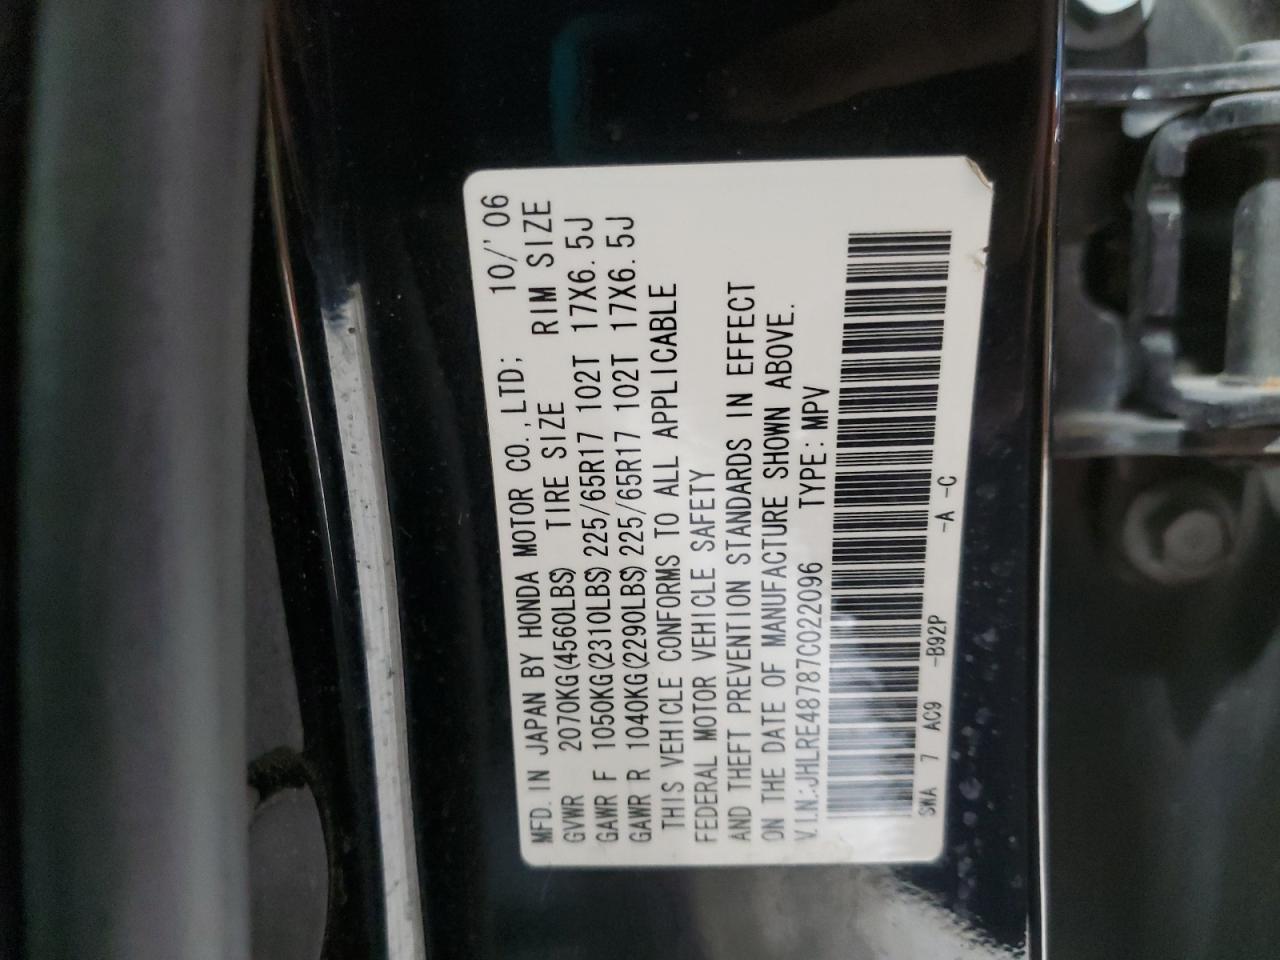 MFD. IN JAPAN BY HONDA MOTOR CO.,LTD; 10/'06
GVWR 2070KG(4560LBS) TIRE SIZE RIM SIZE
GAWR F 1050KG(2310LBS) 225/65R17 102T 17X6.5J
GAWR R 1040KG(2290LBS) 225/65R17 102T 17X6.5J
THIS VEHICLE CONFORMS TO ALL APPLICABLE
FEDERAL MOTOR VEHICLE SAFETY
AND THEFT PREVENTION STANDARDS IN EFFECT
ON THE DATE OF MANUFACTURE SHOWN ABOVE.
V.I.N.:JHLRE48787C022096 TYPE: MPV
SWA 7 AC9 -B92P -A -C